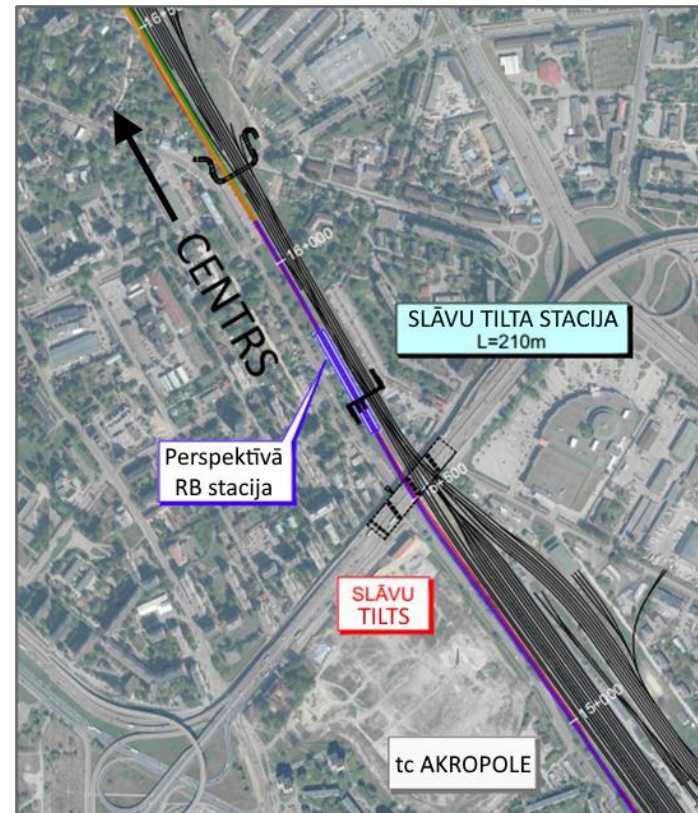 CENTRS
16+000
SLĀVU TILTA STACIJA
L=210m
Perspektīvā
RB stacija
SLĀVU
TILTS
15+000
tc AKROPOLE